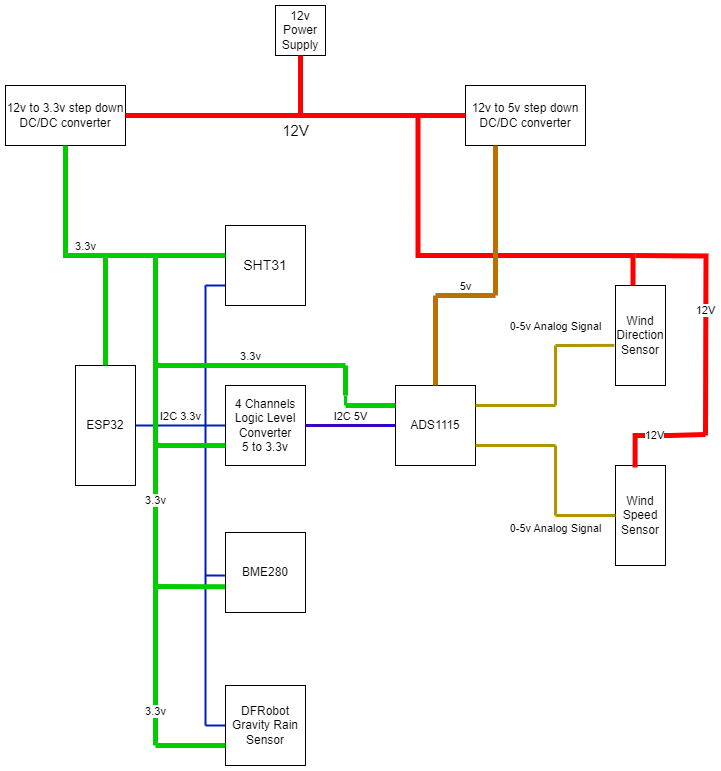 12v
Power
Supply
12v to 3.3v step down
DC/DC converter
12v to 5v step down
DC/DC converter
12V
3.3v
SHT31
5v
12V
0-5v Analog Signal
Wind
Direction
Sensor
3.3v
ESP32
I2C 3.3v
4 Channels
Logic Level
Converter
5 to 3.3v
I2C 5V
ADS1115
12V
3.3v
0-5v Analog Signal
Wind
Speed
Sensor
BME280
3.3v
DFRobot
Gravity Rain
Sensor